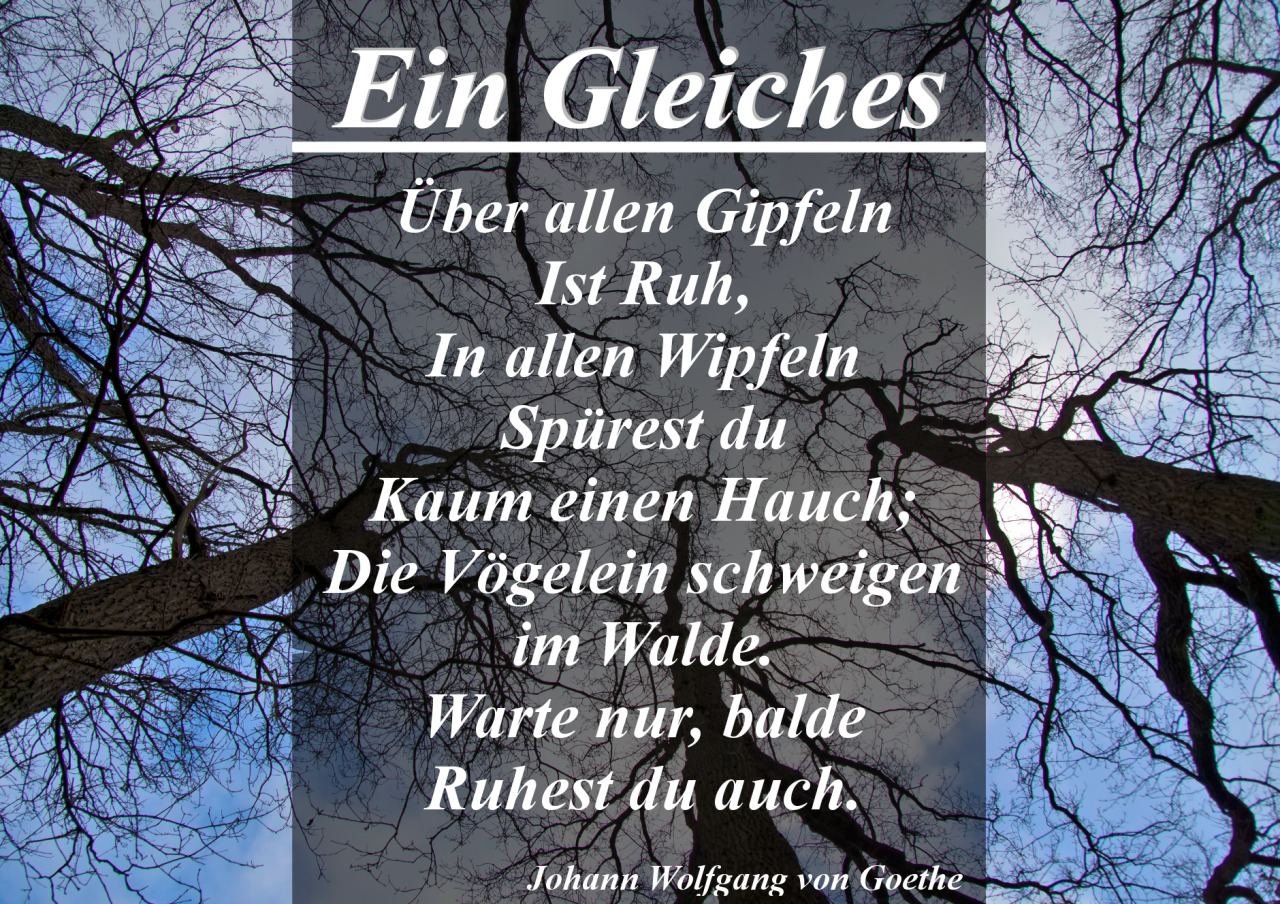 Ein Gleiches
Über allen Gipfeln
Ist Ruh,
In allen Wipfeln
Spürest du
Kaum einen Hauch;
Die Vögelein schweigen
im Walde.
Warte nur, balde
Ruhest du auch.
Johann Wolfgang von Goethe